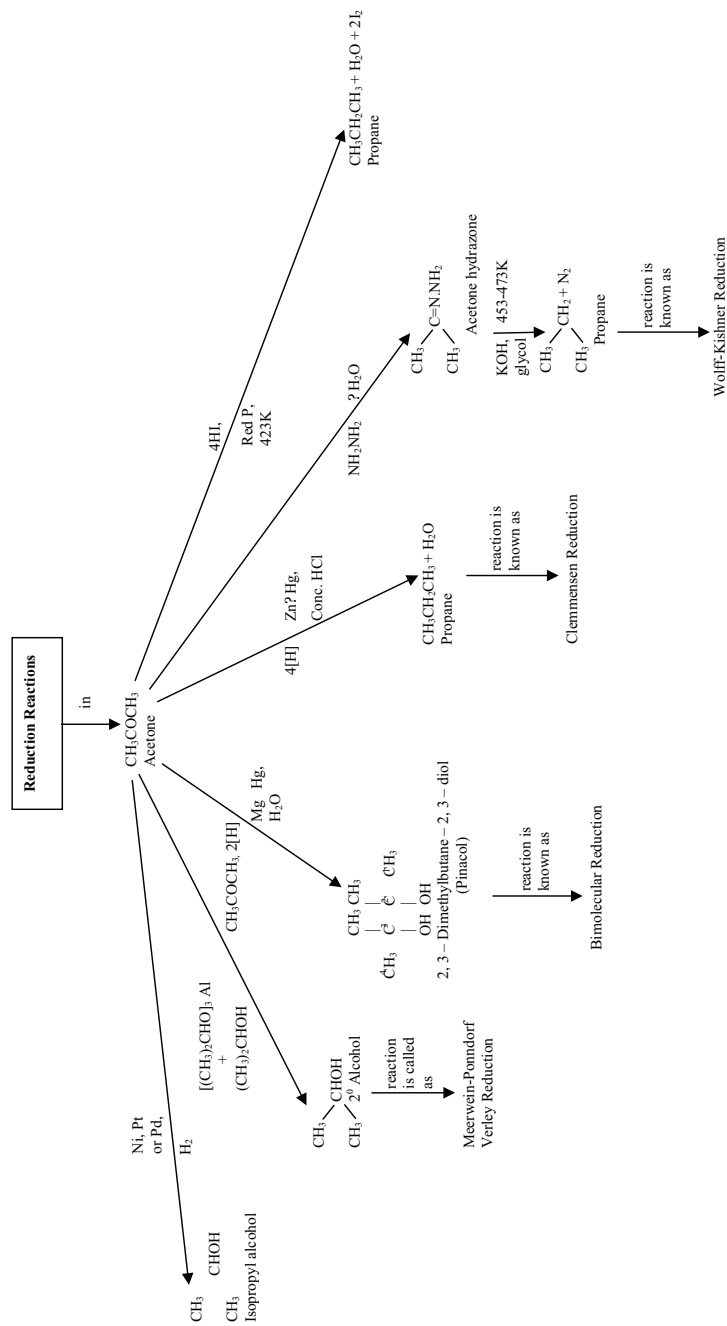 Reduction Reactions
in
CH₃COCH₃
Acetone
Ni, Pt
or Pd,
H₂
CH₃
CHOH
CH₃
Isopropyl alcohol
[(CH₃)₂CHO]₃ Al
+
(CH₃)₂CHOH
CH₃
CHOH
CH₃
2⁰ Alcohol
reaction
is called
as
Meerwein-Ponndorf
Verley Reduction
CH₃COCH₃, 2[H]
Mg Hg,
H₂O
CH₃ CH₃
⁴CH₃ — C³ — C² — C¹H₃
OH OH
2, 3 – Dimethylbutane – 2, 3 – diol
(Pinacol)
reaction is
known as
Bimolecular Reduction
4[H]
Zn? Hg,
Conc. HCl
CH₃CH₂CH₃ + H₂O
Propane
reaction is
known as
Clemmensen Reduction
NH₂NH₂ ? H₂O
CH₃
C=N.NH₂
CH₃
Acetone hydrazone
KOH, 453-473K
glycol
CH₃
CH₂ + N₂
CH₃
Propane
reaction is
known as
Wolff-Kishner Reduction
4HI,
Red P,
423K
CH₃CH₂CH₃ + H₂O + 2I₂
Propane